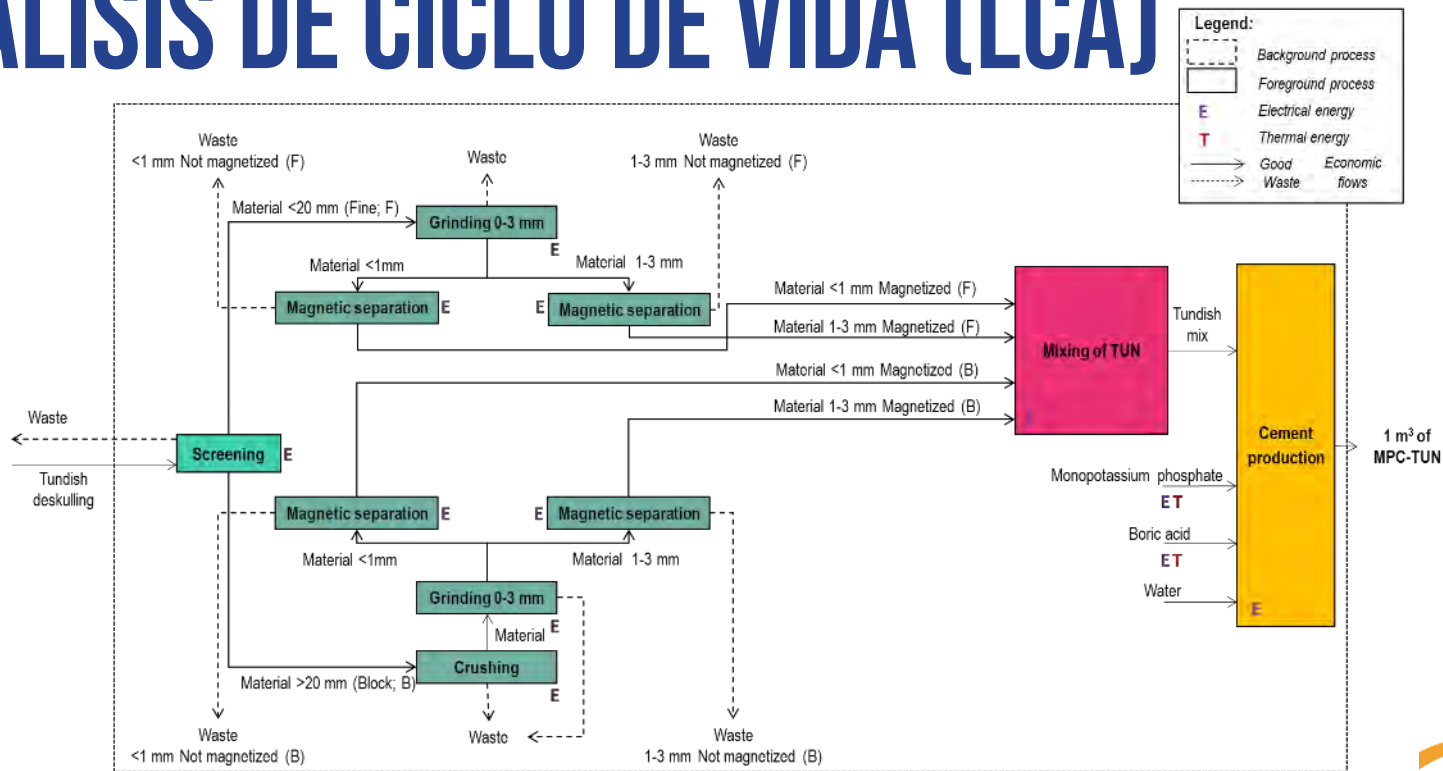 ALISIS DE CICLO DE VIDA (LCA)
Legend:
Background process
Foreground process
E Electrical energy
T Thermal energy
Good Economic
Waste flows
Waste
<1 mm Not magnetized (F)
Waste
Waste
1-3 mm Not magnetized (F)
Material <20 mm (Fine; F)
Grinding 0-3 mm
E
Material <1mm
Material 1-3 mm
Magnetic separation E
E Magnetic separation
Material <1 mm Magnetized (F)
Material 1-3 mm Magnetized (F)
Material <1 mm Magnetized (B)
Material 1-3 mm Magnetized (B)
Mixing of TUN
Tundish
mix
Waste
Screening E
Tundish
deskulling
Cement
production
1 m³ of
MPC-TUN
Monopotassium phosphate
E T
Boric acid
E T
Water
E
Magnetic separation E
E Magnetic separation
Material <1mm
Material 1-3 mm
Grinding 0-3 mm
E
Material
Crushing
E
Material >20 mm (Block; B)
Waste
<1 mm Not magnetized (B)
Waste
Waste
1-3 mm Not magnetized (B)